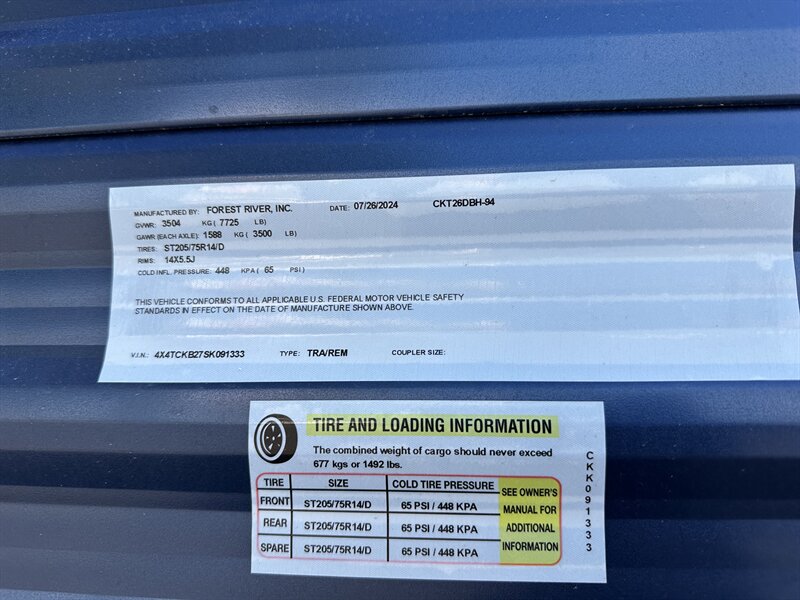 MANUFACTURED BY: FOREST RIVER, INC. DATE: 07/26/2024 CKT26DBH-94
GVWR: 3504 KG ( 7725 LB)
GAWR (EACH AXLE): 1588 KG ( 3500 LB)
TIRES: ST205/75R14/D
RIMS: 14X5.5J
COLD INFL. PRESSURE: 448 KPA ( 65 PSI )
THIS VEHICLE CONFORMS TO ALL APPLICABLE U.S. FEDERAL MOTOR VEHICLE SAFETY
STANDARDS IN EFFECT ON THE DATE OF MANUFACTURE SHOWN ABOVE.
V.I.N.: 4X4TCKB27SK091333 TYPE: TRA/REM COUPLER SIZE:
TIRE AND LOADING INFORMATION
The combined weight of cargo should never exceed
677 kgs or 1492 lbs.
TIRE SIZE COLD TIRE PRESSURE
FRONT ST205/75R14/D 65 PSI / 448 KPA
REAR ST205/75R14/D 65 PSI / 448 KPA
SPARE ST205/75R14/D 65 PSI / 448 KPA
SEE OWNER'S
MANUAL FOR
ADDITIONAL
INFORMATION
CKK091333